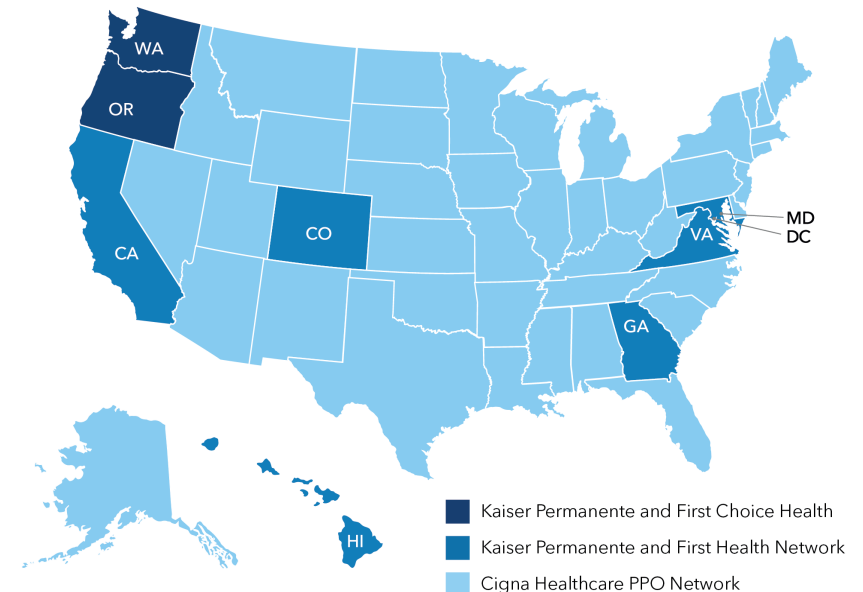 WA
OR
CA
CO
MD
DC
VA
GA
HI
Kaiser Permanente and First Choice Health
Kaiser Permanente and First Health Network
Cigna Healthcare PPO Network